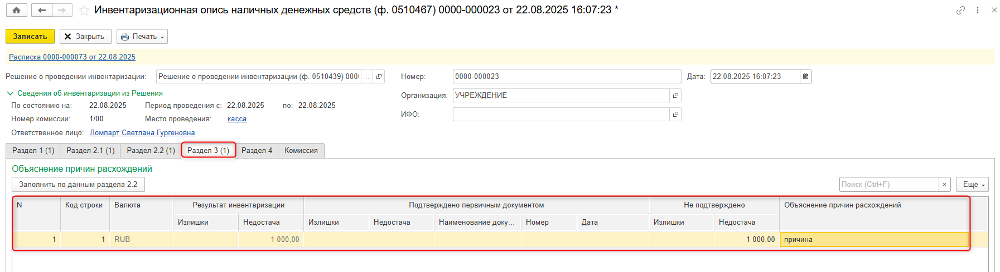 Инвентаризационная опись наличных денежных средств (ф. 0510467) 0000-000023 от 22.08.2025 16:07:23 *
Записать
Закрыть
Печать
Расписка 0000-000073 от 22.08.2025
Решение о проведении инвентаризации: Решение о проведении инвентаризации (ф. 0510439) 000 ... Номер: 0000-000023 Дата: 22.08.2025 16:07:23
Сведения об инвентаризации из Решения
Организация: УЧРЕЖДЕНИЕ
По состоянию на: 22.08.2025 Период проведения с: 22.08.2025 по: 22.08.2025
ИФО:
Номер комиссии: 1/00 Место проведения: касса
Ответственное лицо: Ломпарт Светлана Гургеновна
Раздел 1 (1) Раздел 2.1 (1) Раздел 2.2 (1) Раздел 3 (1) Раздел 4 Комиссия
Объяснение причин расхождений
Заполнить по данным раздела 2.2 Поиск (Ctrl+F) × Еще
N Код строки Валюта Результат инвентаризации Подтверждено первичным документом Не подтверждено Объяснение причин расхождений
Излишки Недостача Излишки Недостача Наименование доку... Номер Дата Излишки Недостача
1 1 RUB 1 000,00 1 000,00 причина